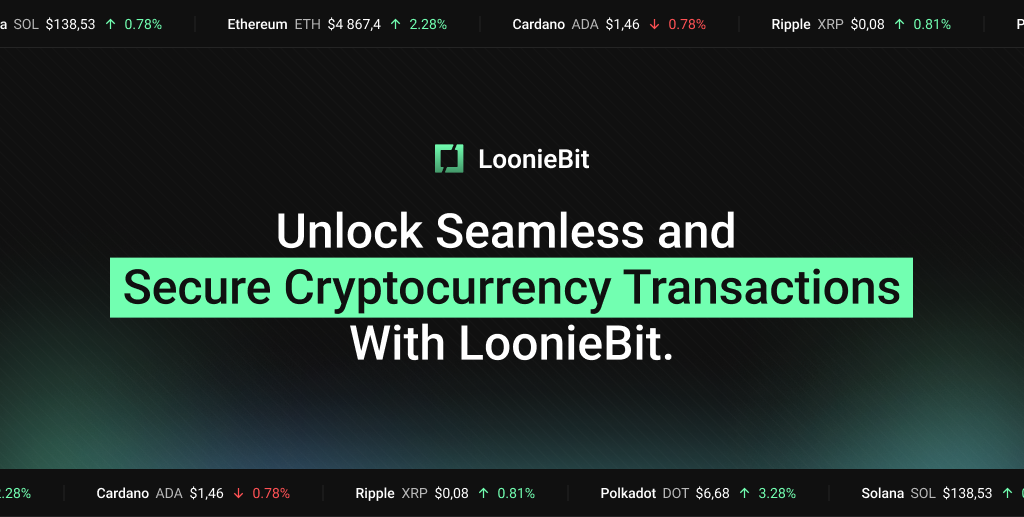 a SOL $138,53 ↑ 0.78% Ethereum ETH $4 867,4 ↑ 2.28% Cardano ADA $1,46 ↓ 0.78% Ripple XRP $0,08 ↑ 0.81% P
LoonieBit
Unlock Seamless and
Secure Cryptocurrency Transactions
With LoonieBit.
.28% Cardano ADA $1,46 ↓ 0.78% Ripple XRP $0,08 ↑ 0.81% Polkadot DOT $6,68 ↑ 3.28% Solana SOL $138,53 ↑